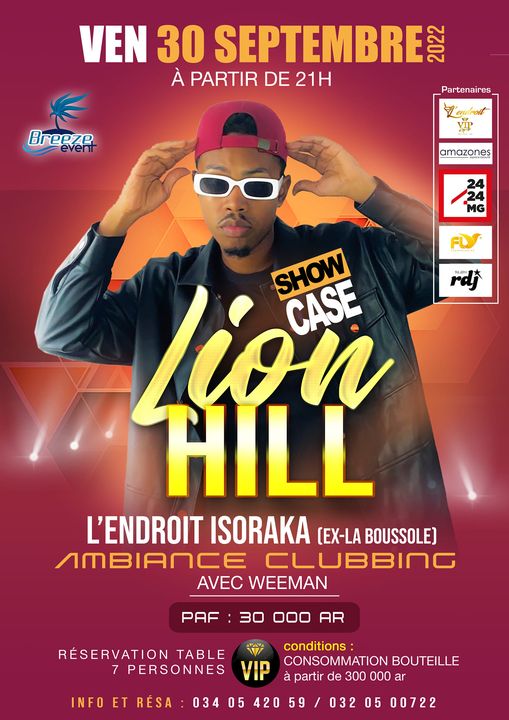 VEN 30 SEPTEMBRE 2022
À PARTIR DE 21H
Partenaires
Breeze
event
L'endroit
VIP
amazones
24
24
MG
FLY
rdj
SHOW
CASE
Lion
HILL
L'ENDROIT ISORAKA (EX-LA BOUSSOLE)
AMBIANCE CLUBBING
AVEC WEEMAN
PAF : 30 000 AR
RÉSERVATION TABLE
7 PERSONNES
VIP
conditions :
CONSOMMATION BOUTEILLE
à partir de 300 000 ar
INFO ET RÉSA : 034 05 420 59 / 032 05 00722